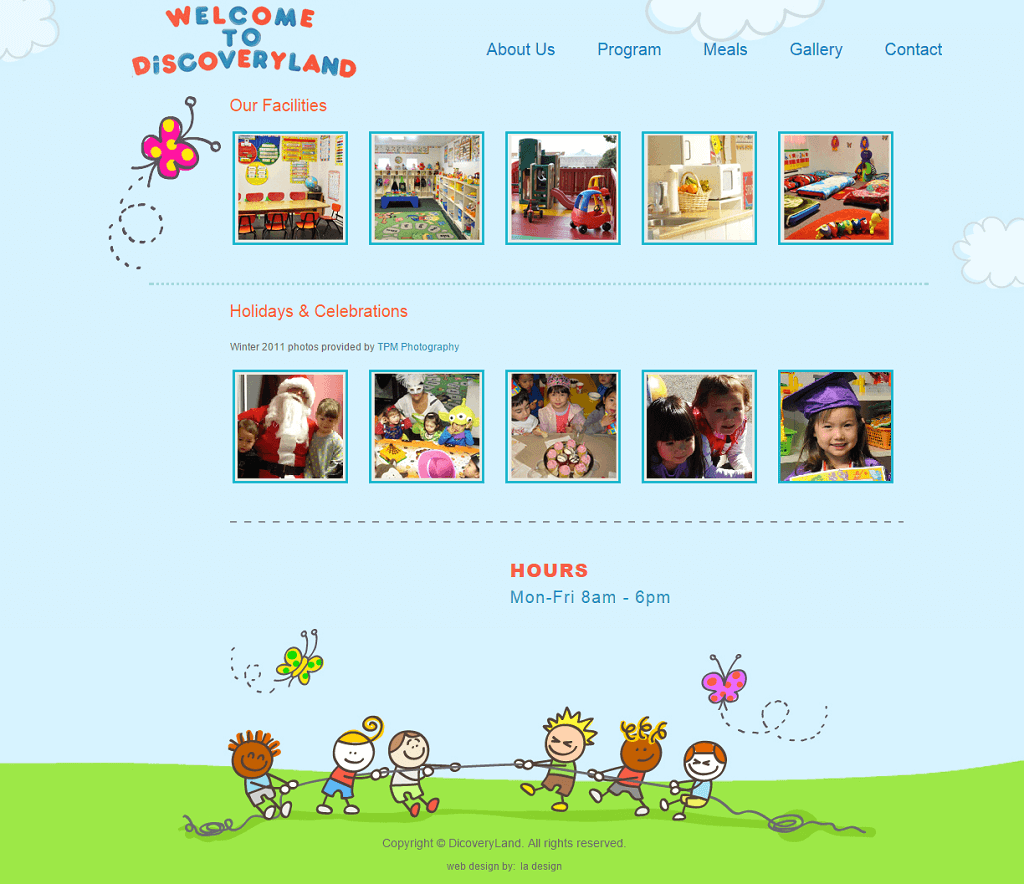 WELCOME
TO
DISCOVERYLAND
About Us Program Meals Gallery Contact
Our Facilities
Holidays & Celebrations
Winter 2011 photos provided by TPM Photography
HOURS
Mon-Fri 8am - 6pm
Copyright © DicoveryLand. All rights reserved.
web design by: la design